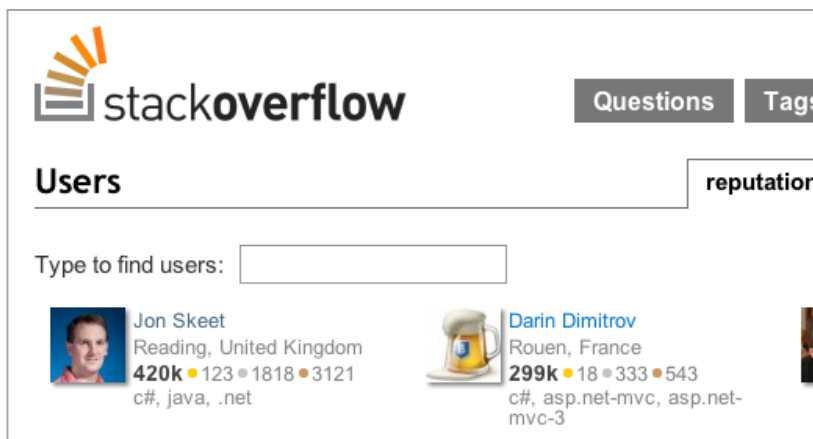 stackoverflow
Questions
Tags
Users
reputation
Type to find users:
Jon Skeet
Reading, United Kingdom
420k 123 1818 3121
c#, java, .net
Darin Dimitrov
Rouen, France
299k 18 333 543
c#, asp.net-mvc, asp.net-
mvc-3